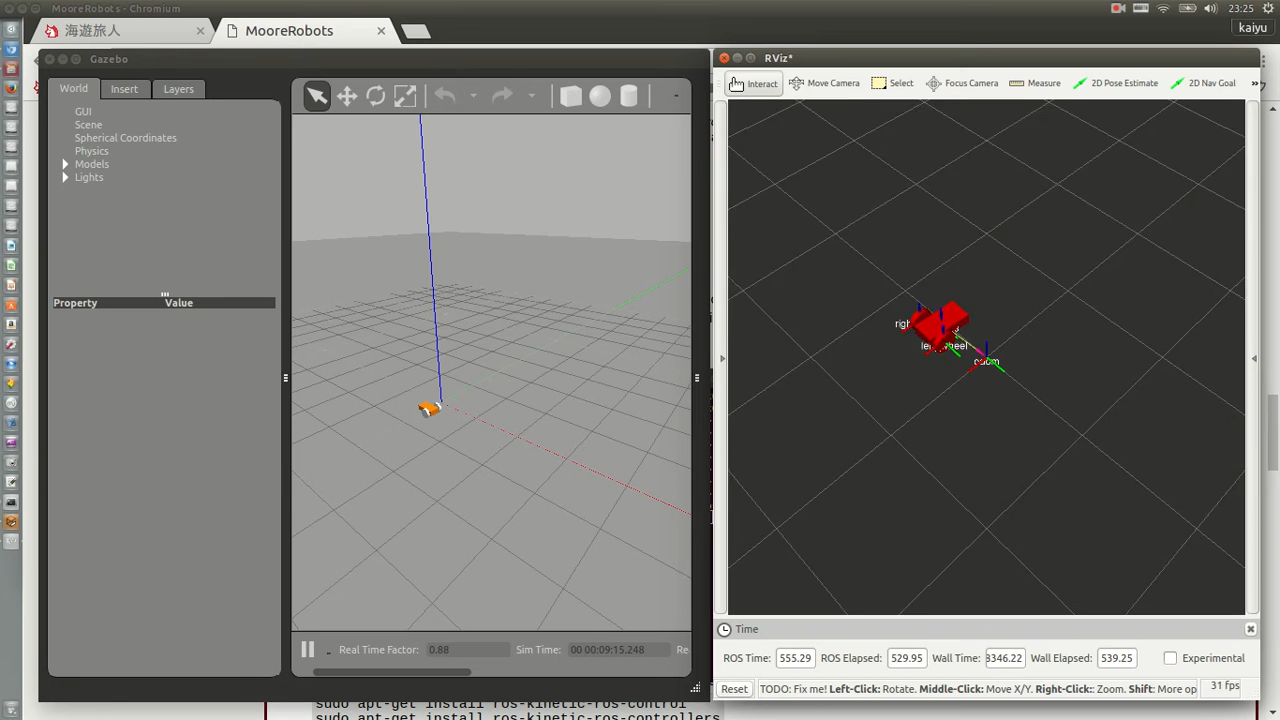 MooreRobots - Chromium
23:25
海遊旅人
MooreRobots
kaiyu
Gazebo
World
Insert
Layers
GUI
Scene
Spherical Coordinates
Physics
Models
Lights
Property Value
Real Time Factor: 0.88 Sim Time: 00 00:09:15.248 Re
RViz*
Interact Move Camera Select Focus Camera Measure 2D Pose Estimate 2D Nav Goal
odom
Time
ROS Time: 555.29 ROS Elapsed: 529.95 Wall Time: 8346.22 Wall Elapsed: 539.25 Experimental
Reset TODO: Fix me! Left-Click: Rotate. Middle-Click: Move X/Y. Right-Click:: Zoom. Shift: More op 31 fps
sudo apt-get install ros-kinetic-ros-control
sudo apt-get install ros-kinetic-ros-controllers